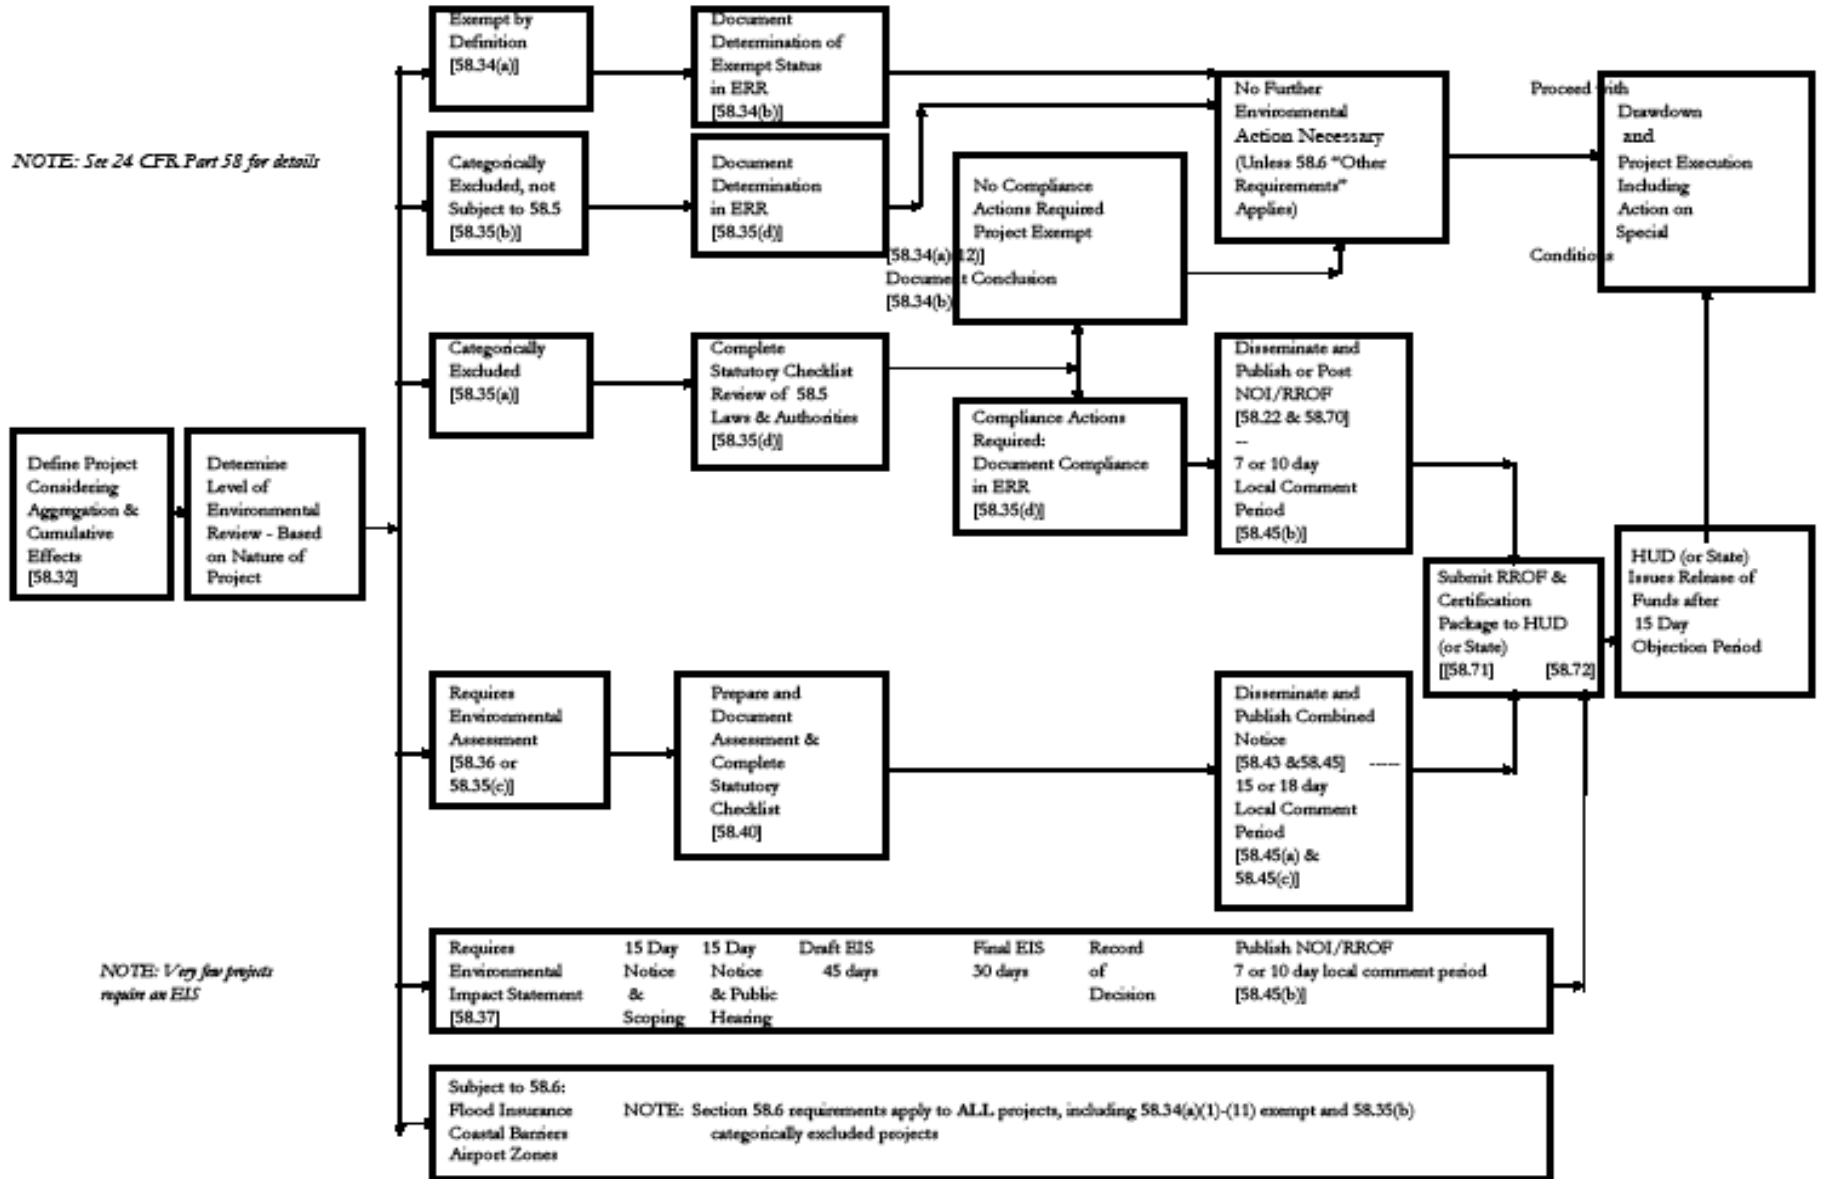 Exempt by
Definition
[58.34(a)]
Document
Determination of
Exempt Status
in ERR
[58.34(b)]
No Further
Environmental
Action Necessary
(Unless 58.6 "Other
Requirements"
Applies)
Proceed with
Drawdown
and
Project Execution
Including
Action on
Special
Conditions
NOTE: See 24 CFR Part 58 for details
Categorically
Excluded, not
Subject to 58.5
[58.35(b)]
Document
Determination
in ERR
[58.35(d)]
No Compliance
Actions Required
Project Exempt
[58.34(a)(12)]
Document Conclusion
[58.34(b)
Categorically
Excluded
[58.35(a)]
Complete
Statutory Checklist
Review of 58.5
Laws & Authorities
[58.35(d)]
Compliance Actions
Required:
Document Compliance
in ERR
[58.35(d)]
Disseminate and
Publish or Post
NOI/RROF
[58.22 & 58.70]
--
7 or 10 day
Local Comment
Period
[58.45(b)]
Define Project
Considering
Aggregation &
Cumulative
Effects
[58.32]
Determine
Level of
Environmental
Review - Based
on Nature of
Project
Submit RROF &
Certification
Package to HUD
(or State)
[[58.71] [58.72]
HUD (or State)
Issues Release of
Funds after
15 Day
Objection Period
Requires
Environmental
Assessment
[58.36 or
58.35(c)]
Prepare and
Document
Assessment &
Complete
Statutory
Checklist
[58.40]
Disseminate and
Publish Combined
Notice
[58.43 &58.45] -----
15 or 18 day
Local Comment
Period
[58.45(a) &
58.45(c)]
NOTE: Very few projects
require an EIS
Requires
Environmental
Impact Statement
[58.37]
15 Day
Notice
&
Scoping
15 Day
Notice
& Public
Hearing
Draft EIS
45 days
Final EIS
30 days
Record
of
Decision
Publish NOI/RROF
7 or 10 day local comment period
[58.45(b)]
Subject to 58.6:
Flood Insurance
Coastal Barriers
Airport Zones
NOTE: Section 58.6 requirements apply to ALL projects, including 58.34(a)(1)-(11) exempt and 58.35(b)
categorically excluded projects